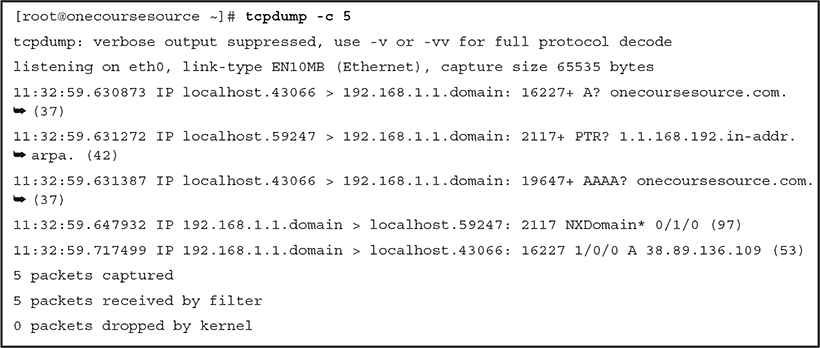 [root@onecoursesource ~]# tcpdump -c 5
tcpdump: verbose output suppressed, use -v or -vv for full protocol decode
listening on eth0, link-type EN10MB (Ethernet), capture size 65535 bytes
11:32:59.630873 IP localhost.43066 > 192.168.1.1.domain: 16227+ A? onecoursesource.com.
➥ (37)
11:32:59.631272 IP localhost.59247 > 192.168.1.1.domain: 2117+ PTR? 1.1.168.192.in-addr.
➥ arpa. (42)
11:32:59.631387 IP localhost.43066 > 192.168.1.1.domain: 19647+ AAAA? onecoursesource.com.
➥ (37)
11:32:59.647932 IP 192.168.1.1.domain > localhost.59247: 2117 NXDomain* 0/1/0 (97)
11:32:59.717499 IP 192.168.1.1.domain > localhost.43066: 16227 1/0/0 A 38.89.136.109 (53)
5 packets captured
5 packets received by filter
0 packets dropped by kernel